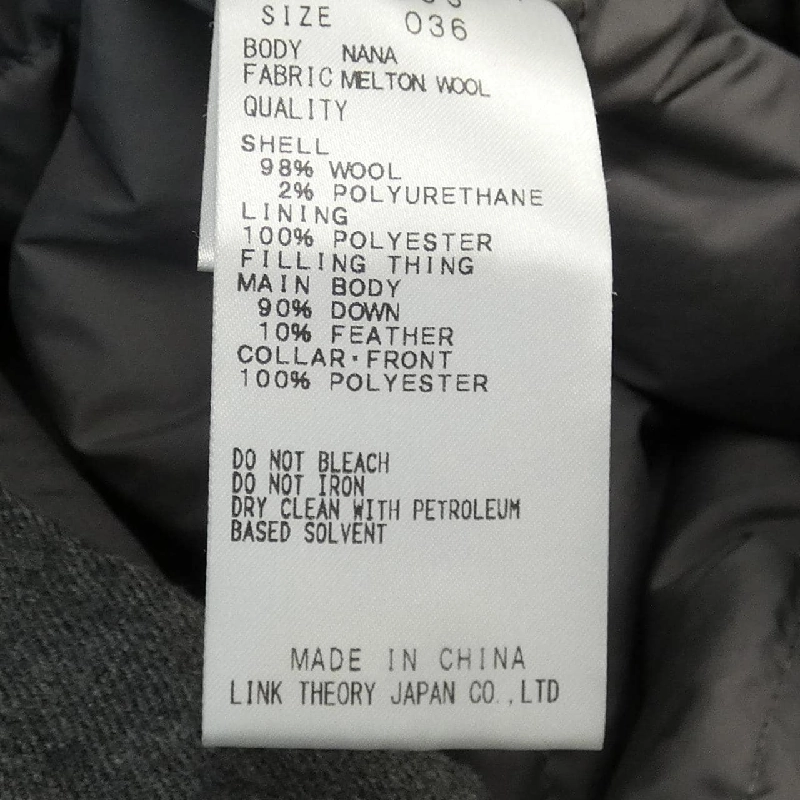 SIZE 036
BODY NANA
FABRIC MELTON WOOL
QUALITY
SHELL
98% WOOL
2% POLYURETHANE
LINING
100% POLYESTER
FILLING THING
MAIN BODY
90% DOWN
10% FEATHER
COLLAR·FRONT
100% POLYESTER
DO NOT BLEACH
DO NOT IRON
DRY CLEAN WITH PETROLEUM
BASED SOLVENT
MADE IN CHINA
LINK THEORY JAPAN CO.,LTD